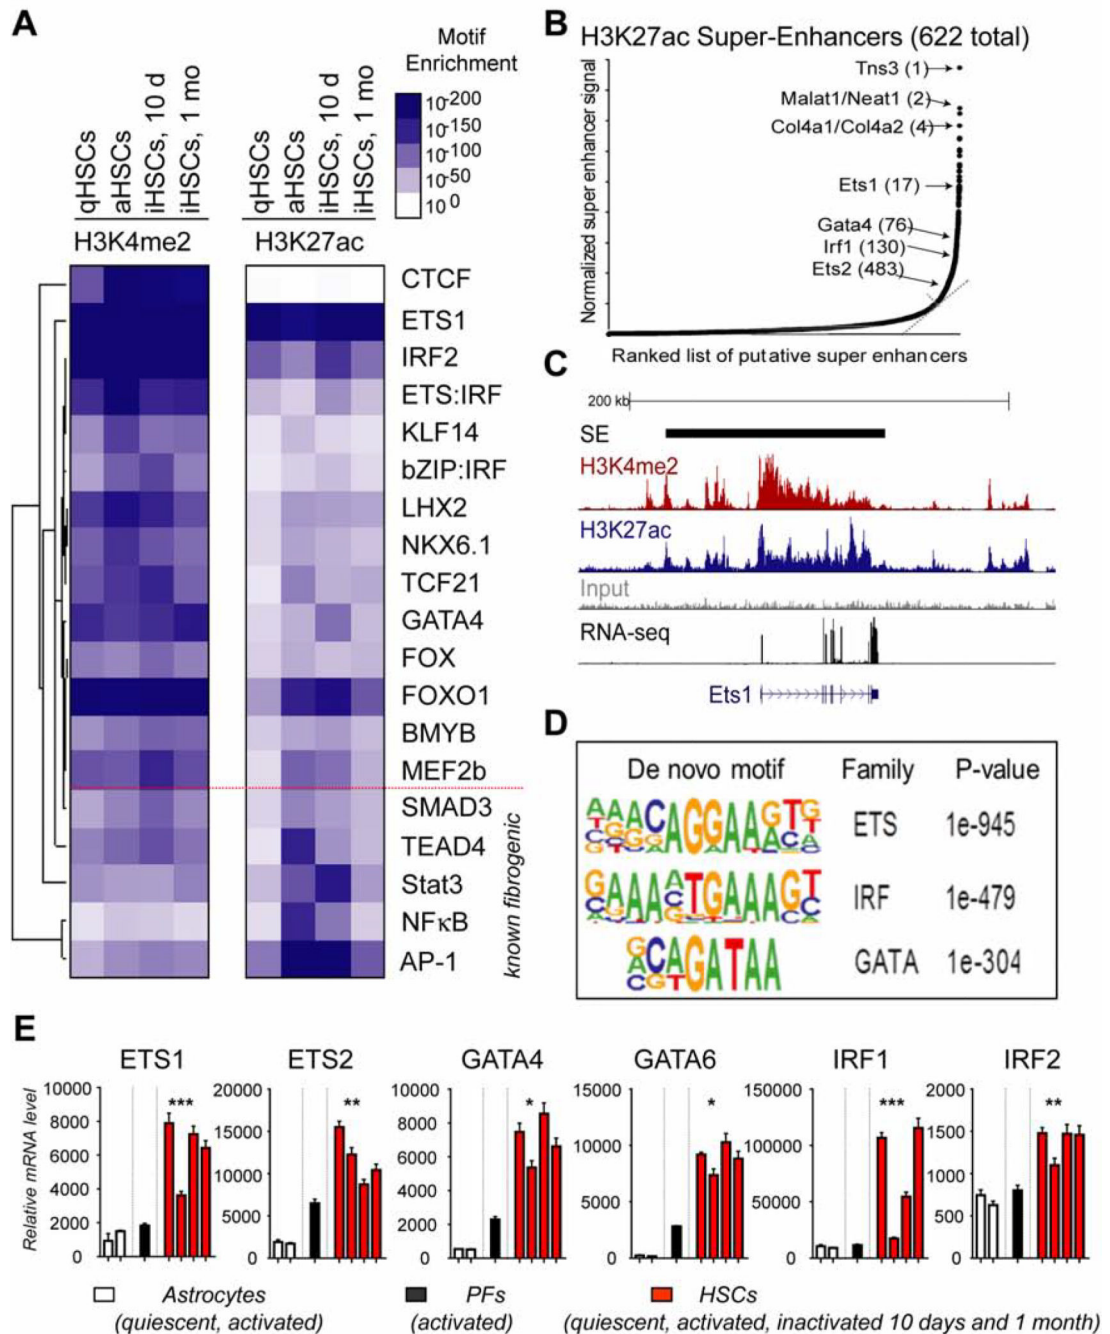 A
Motif
Enrichment
10-200
10-150
10-100
10-50
10 0
qHSCs
aHSCs
iHSCs, 10 d
iHSCs, 1 mo
qHSCs
aHSCs
iHSCs, 10 d
iHSCs, 1 mo
H3K4me2
H3K27ac
CTCF
ETS1
IRF2
ETS:IRF
KLF14
bZIP:IRF
LHX2
NKX6.1
TCF21
GATA4
FOX
FOXO1
BMYB
MEF2b
SMAD3
TEAD4
Stat3
NFκB
AP-1
known fibrogenic
B
H3K27ac Super-Enhancers (622 total)
Normalized super enhancer signal
Tns3 (1)
Malat1/Neat1 (2)
Col4a1/Col4a2 (4)
Ets1 (17)
Gata4 (76)
Irf1 (130)
Ets2 (483)
Ranked list of putative super enhancers
C
200 kb
SE
H3K4me2
H3K27ac
Input
RNA-seq
Ets1
D
De novo motif Family P-value
ETS 1e-945
IRF 1e-479
GATA 1e-304
E
Relative mRNA level
ETS1
10000
8000
6000
4000
2000
0
***
ETS2
20000
15000
10000
5000
0
**
GATA4
10000
8000
6000
4000
2000
0
*
GATA6
15000
10000
5000
0
*
IRF1
150000
100000
50000
0
***
IRF2
2000
1500
1000
500
0
**
Astrocytes
(quiescent, activated)
PFs
(activated)
HSCs
(quiescent, activated, inactivated 10 days and 1 month)